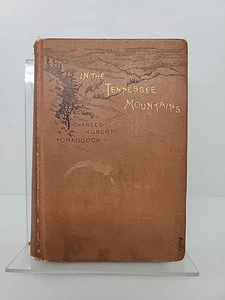 IN THE
TENNESSEE
MOUNTAINS
CHARLES
EGBERT
CRADDOCK